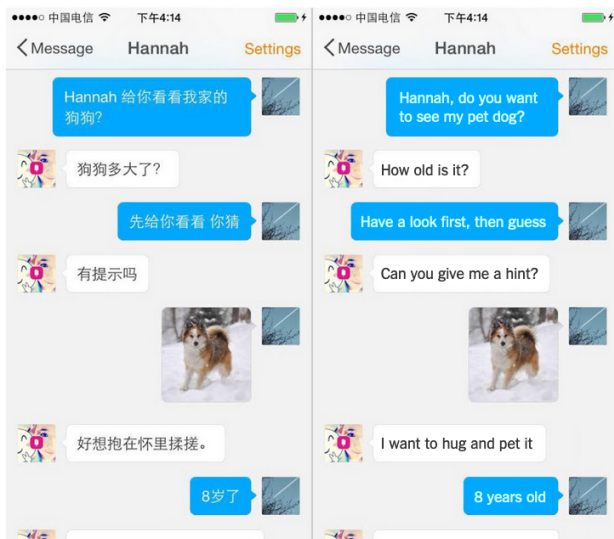 中国电信 下午4:14
Message Hannah Settings
Hannah 给你看看我家的
狗狗?
狗狗多大了?
先给你看看 你猜
有提示吗
好想抱在怀里揉搓。
8岁了
中国电信 下午4:14
Message Hannah Settings
Hannah, do you want
to see my pet dog?
How old is it?
Have a look first, then guess
Can you give me a hint?
I want to hug and pet it
8 years old